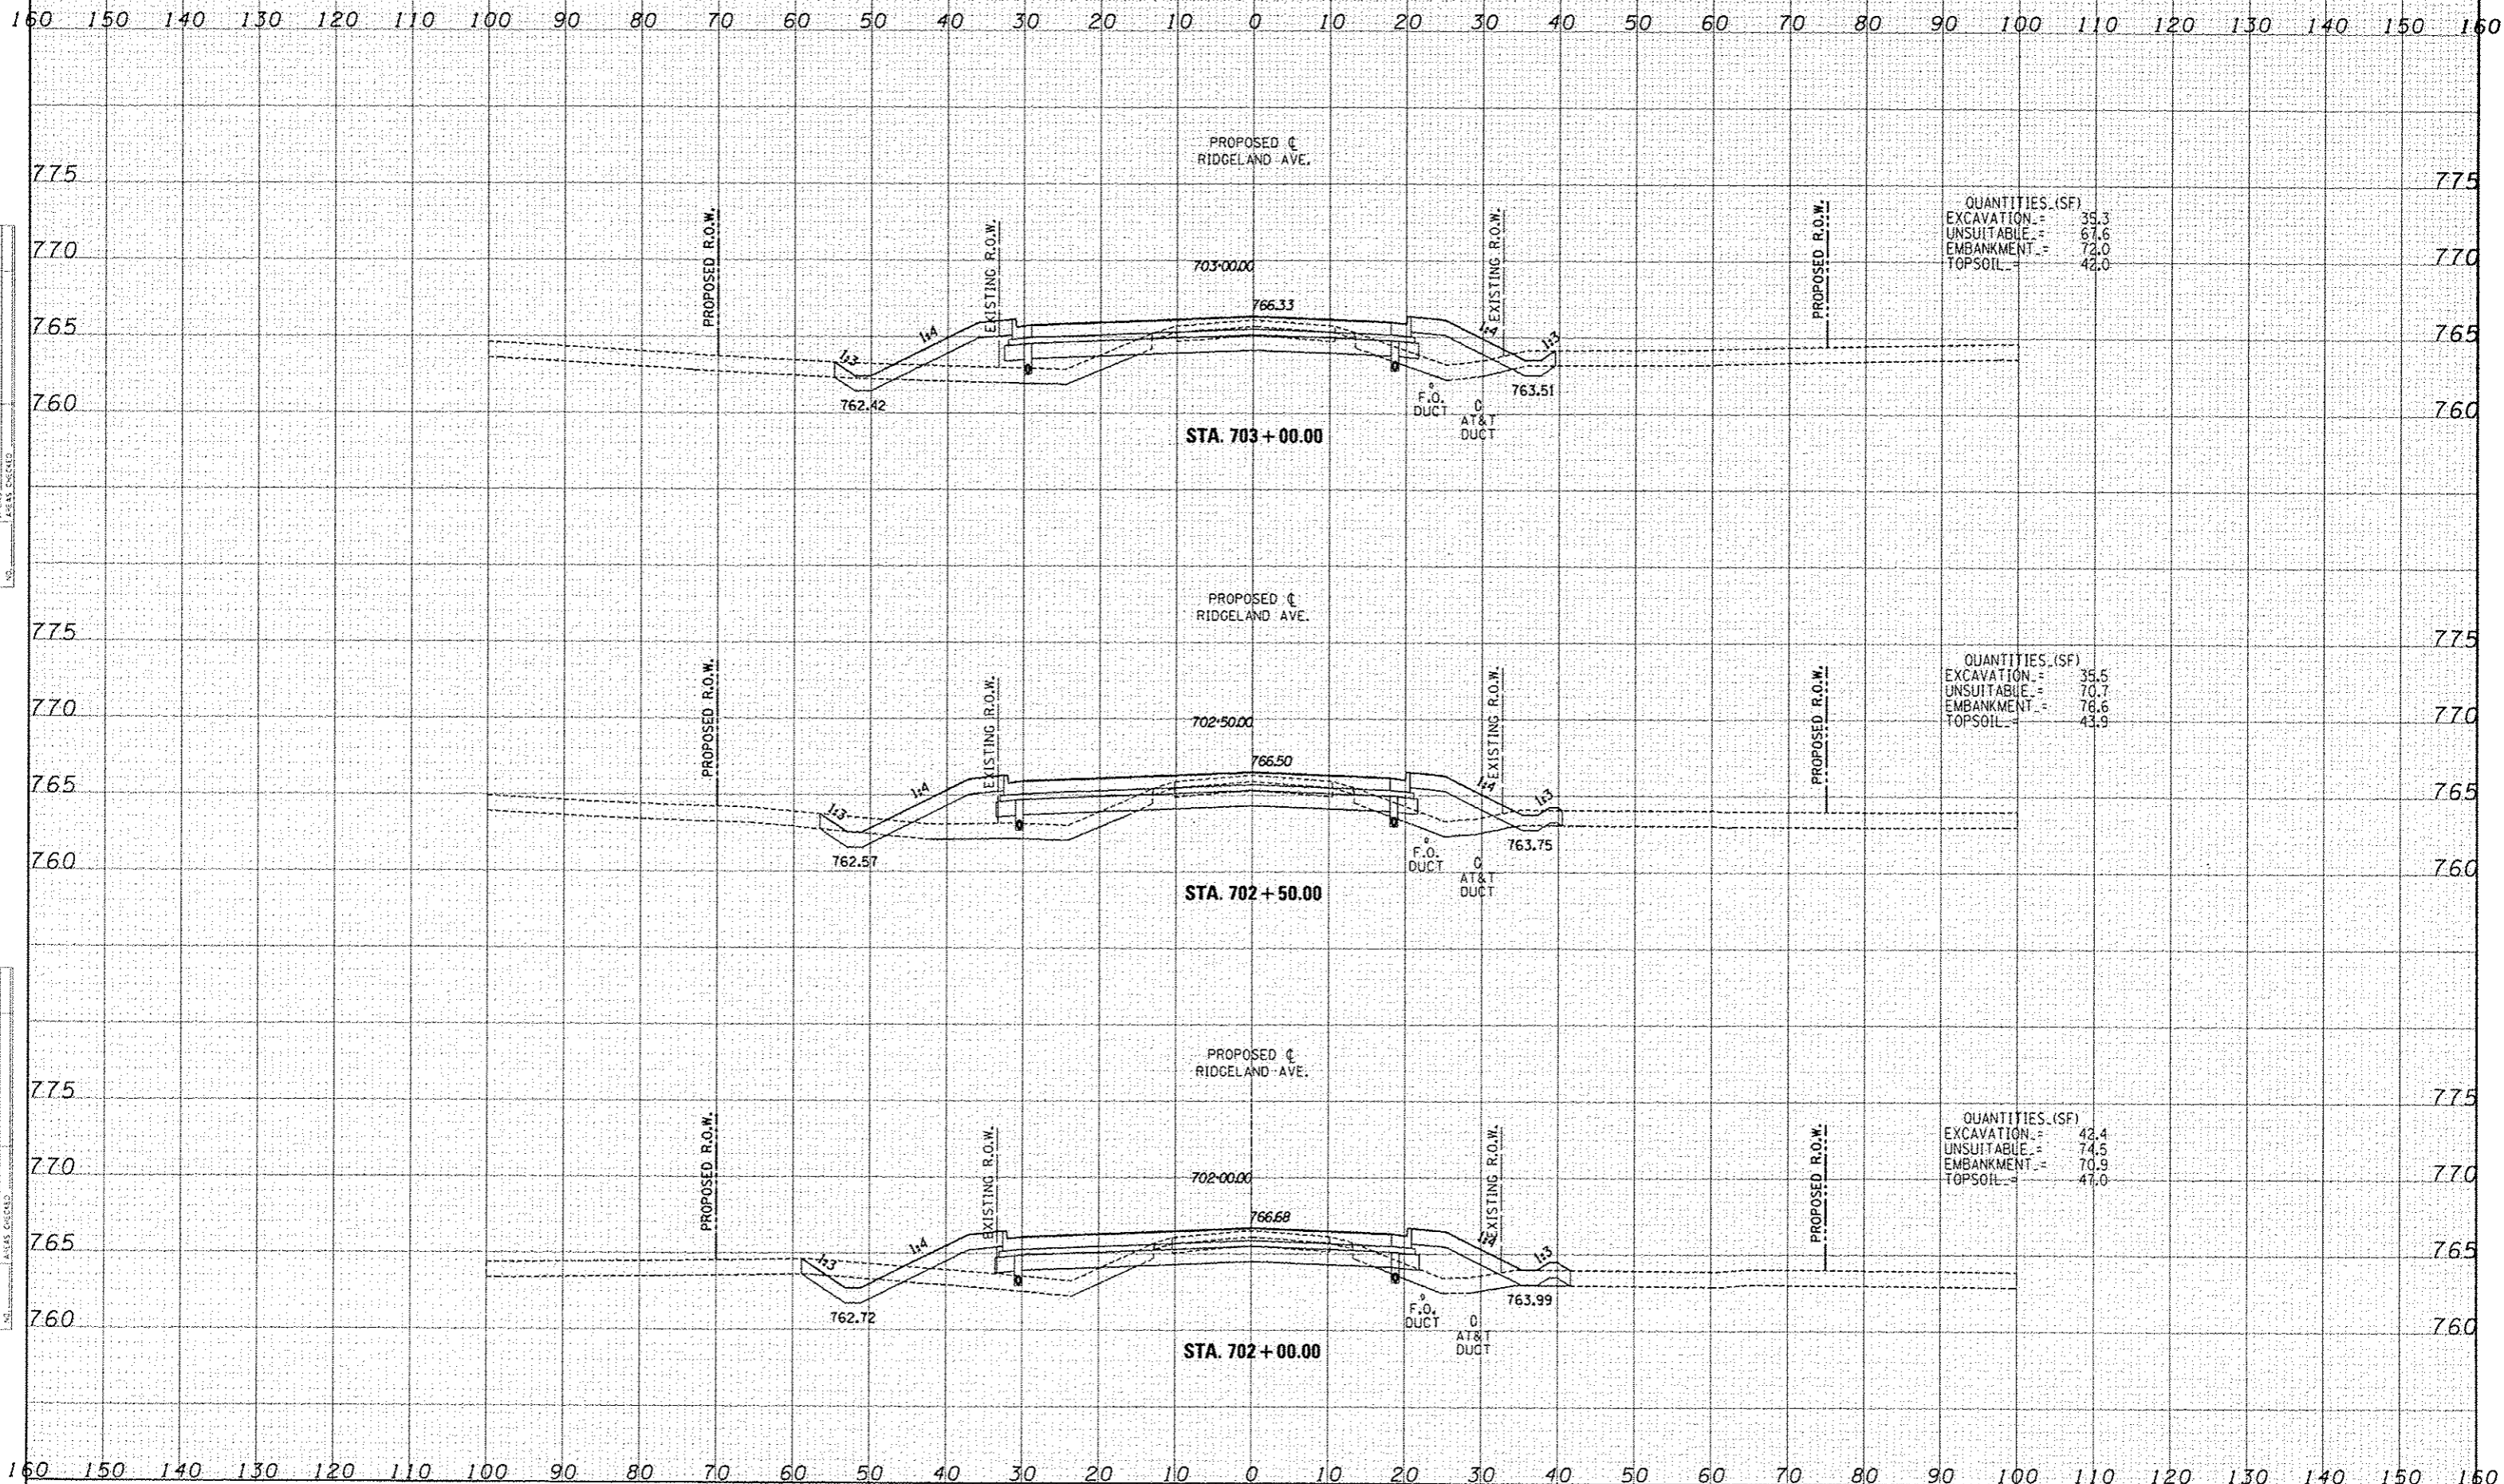 160 150 140 130 120 110 100 90 80 70 60 50 40 30 20 10 0 10 20 30 40 50 60 70 80 90 100 110 120 130 140 150 160
PROPOSED ℄
RIDGELAND AVE.
775 775
770 770
765 765
760 760
PROPOSED R.O.W.
EXISTING R.O.W.
EXISTING R.O.W.
PROPOSED R.O.W.
QUANTITIES (SF)
EXCAVATION = 35.3
UNSUITABLE = 67.6
EMBANKMENT = 72.0
TOPSOIL = 42.0
703+00.00
766.33
1:3
1:4
1:4
1:3
762.42
763.51
F.O.
DUCT
AT&T
DUCT
STA. 703+00.00
AREAS CHECKED
NO.
PROPOSED ℄
RIDGELAND AVE.
775 775
770 770
765 765
760 760
PROPOSED R.O.W.
EXISTING R.O.W.
EXISTING R.O.W.
PROPOSED R.O.W.
QUANTITIES (SF)
EXCAVATION = 35.5
UNSUITABLE = 70.7
EMBANKMENT = 76.6
TOPSOIL = 43.9
702+50.00
766.50
1:3
1:4
1:4
1:3
762.57
763.75
F.O.
DUCT
AT&T
DUCT
STA. 702+50.00
PROPOSED ℄
RIDGELAND AVE.
775 775
770 770
765 765
760 760
PROPOSED R.O.W.
EXISTING R.O.W.
EXISTING R.O.W.
PROPOSED R.O.W.
QUANTITIES (SF)
EXCAVATION = 42.4
UNSUITABLE = 74.5
EMBANKMENT = 70.9
TOPSOIL = 47.0
702+00.00
766.68
1:3
1:4
1:4
1:3
762.72
763.99
F.O.
DUCT
AT&T
DUCT
STA. 702+00.00
AREAS CHECKED
NO.
160 150 140 130 120 110 100 90 80 70 60 50 40 30 20 10 0 10 20 30 40 50 60 70 80 90 100 110 120 130 140 150 160